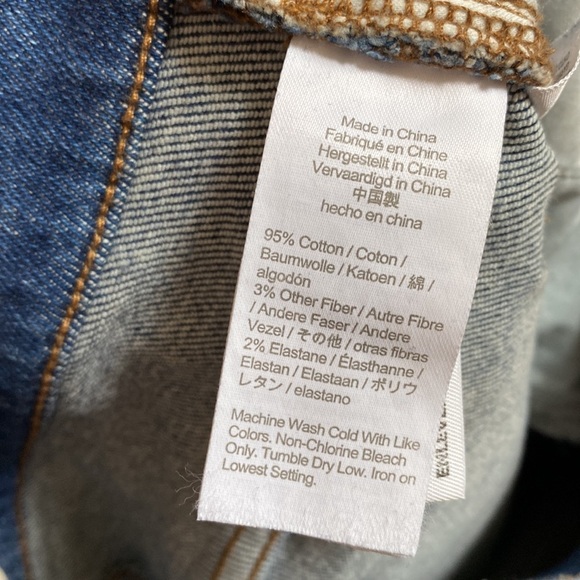 Made in China
Fabriqué en Chine
Hergestellt in China
Vervaardigd in China
中国製
hecho en china
95% Cotton / Coton /
Baumwolle / Katoen / 綿 /
algodón
3% Other Fiber / Autre Fibre
/ Andere Faser / Andere
Vezel / その他 / otras fibras
2% Elastane / Élasthanne /
Elastan / Elastaan / ポリウ
レタン / elastano
Machine Wash Cold With Like
Colors. Non-Chlorine Bleach
Only. Tumble Dry Low. Iron on
Lowest Setting.